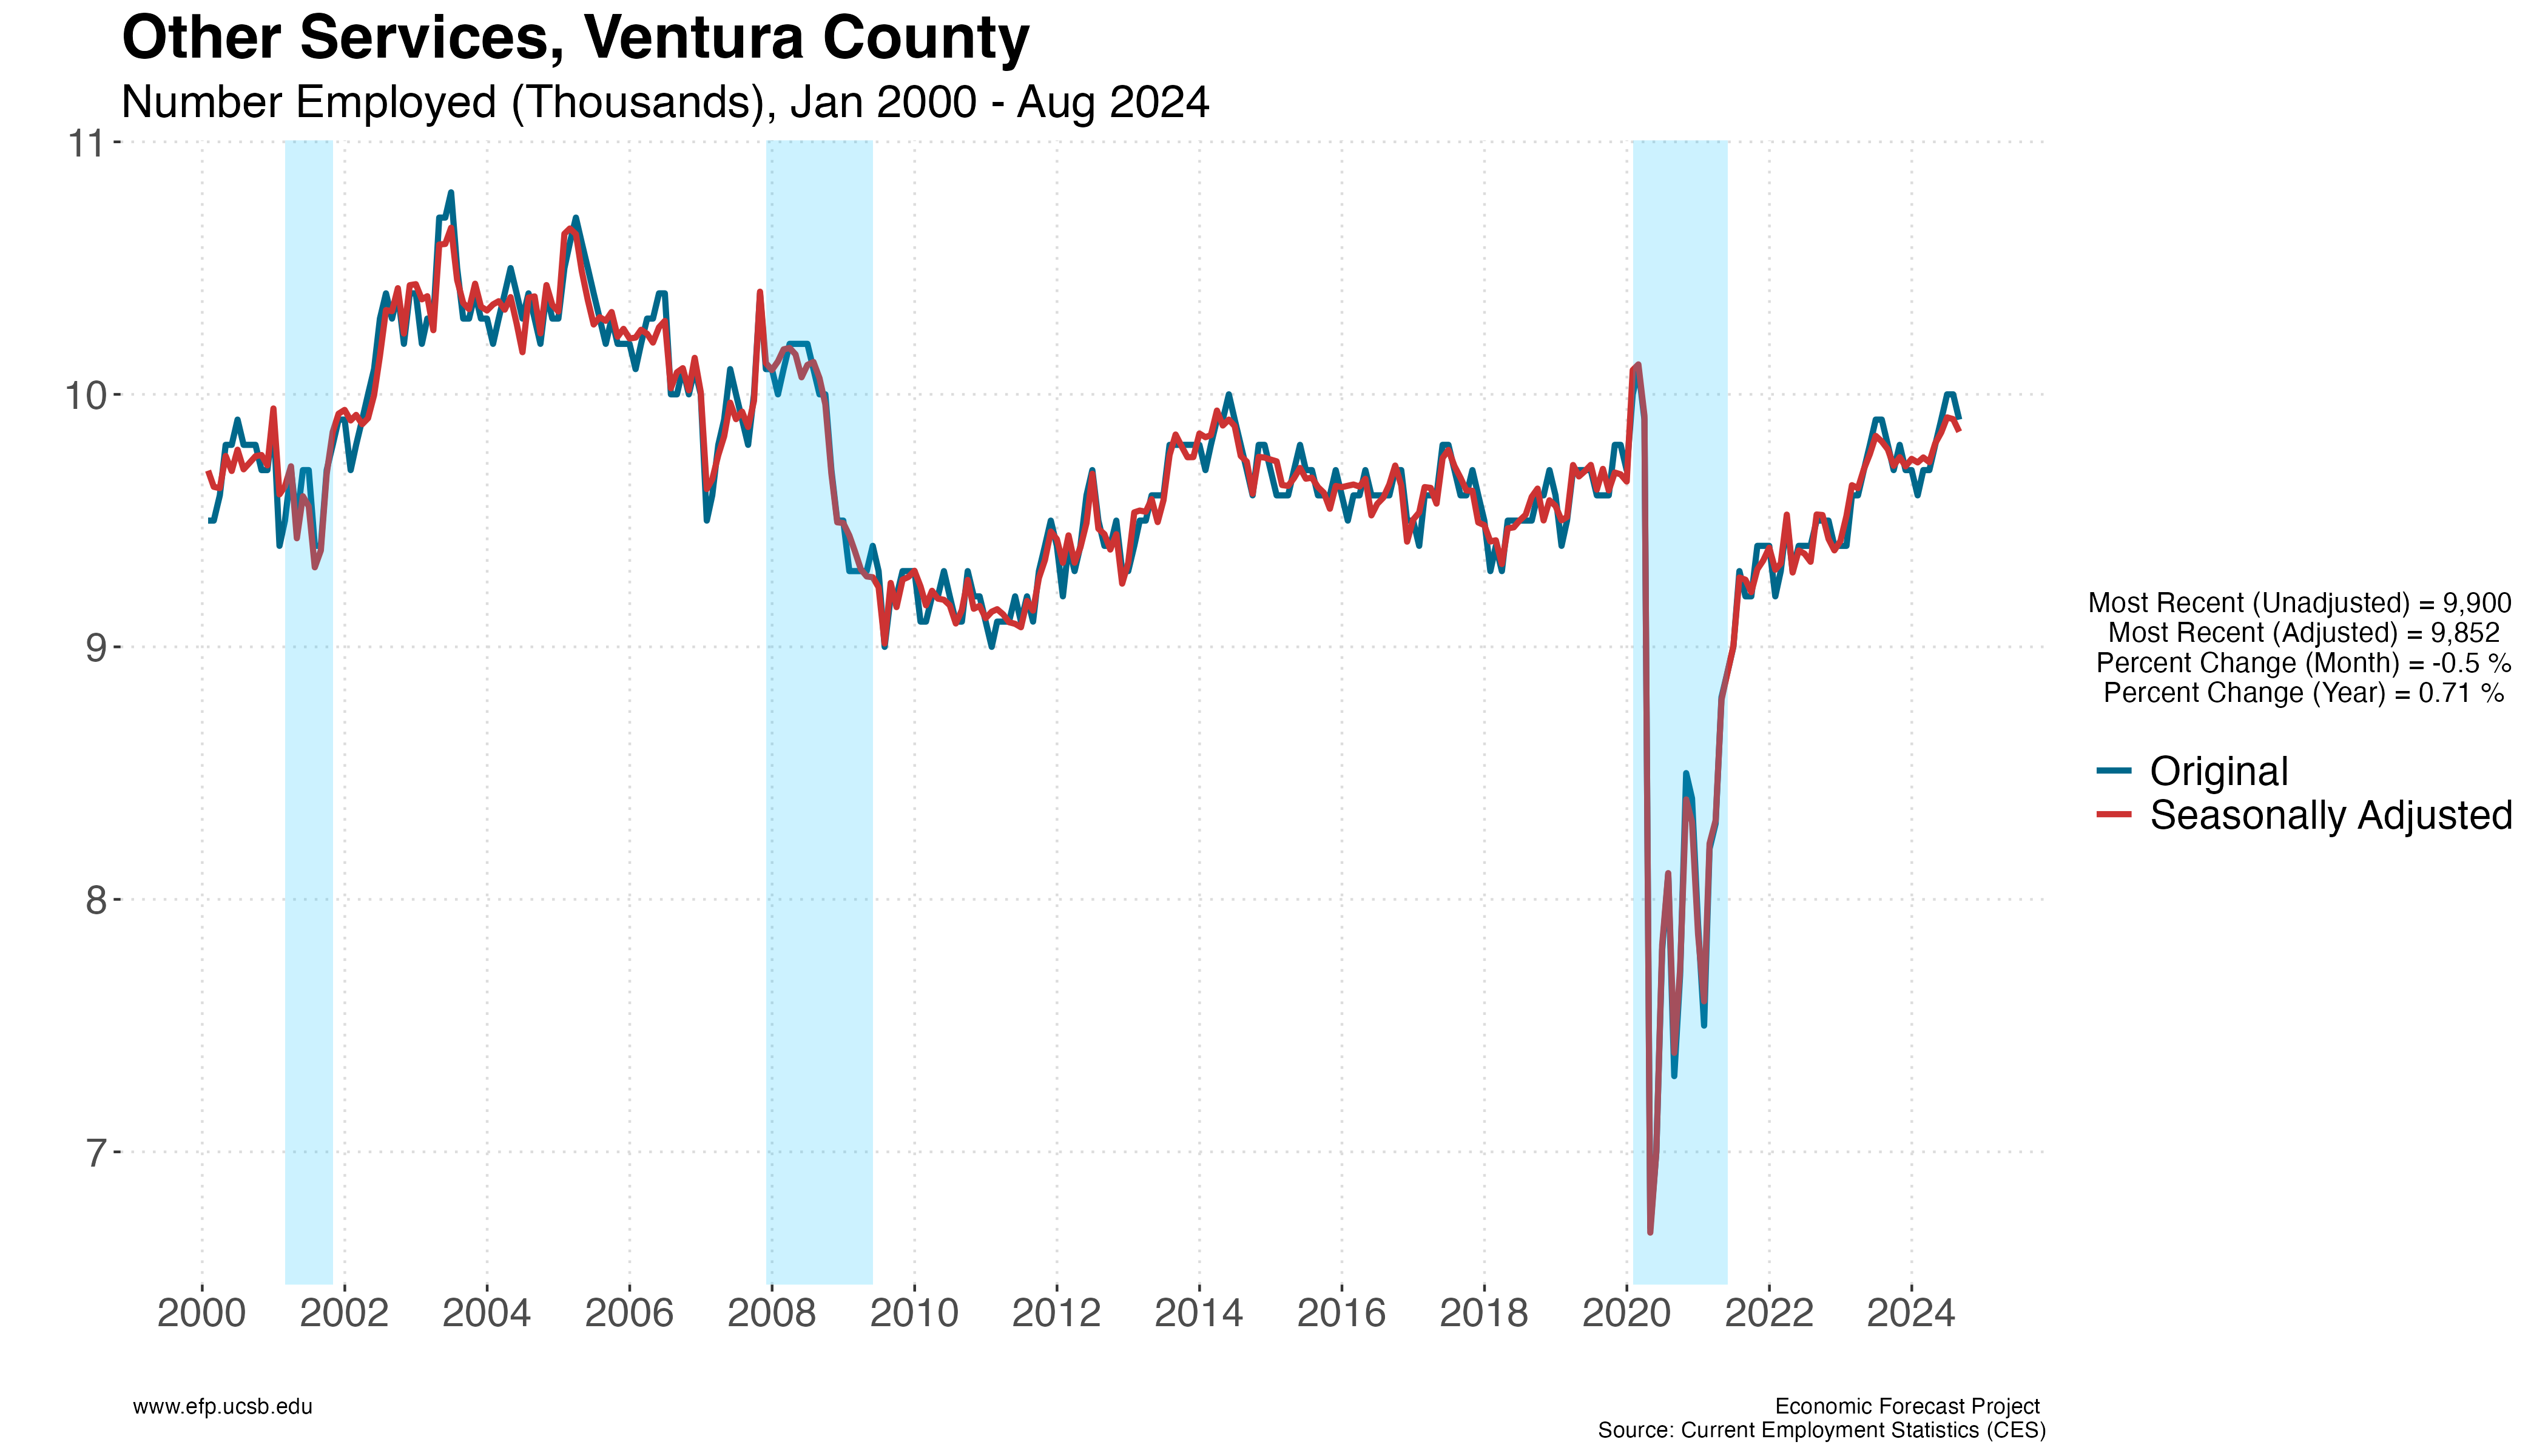 Other Services, Ventura County
Number Employed (Thousands), Jan 2000 - Aug 2024
11
10
9
8
7
2000 2002 2004 2006 2008 2010 2012 2014 2016 2018 2020 2022 2024
Most Recent (Unadjusted) = 9,900
Most Recent (Adjusted) = 9,852
Percent Change (Month) = -0.5 %
Percent Change (Year) = 0.71 %
Original
Seasonally Adjusted
www.efp.ucsb.edu
Economic Forecast Project
Source: Current Employment Statistics (CES)